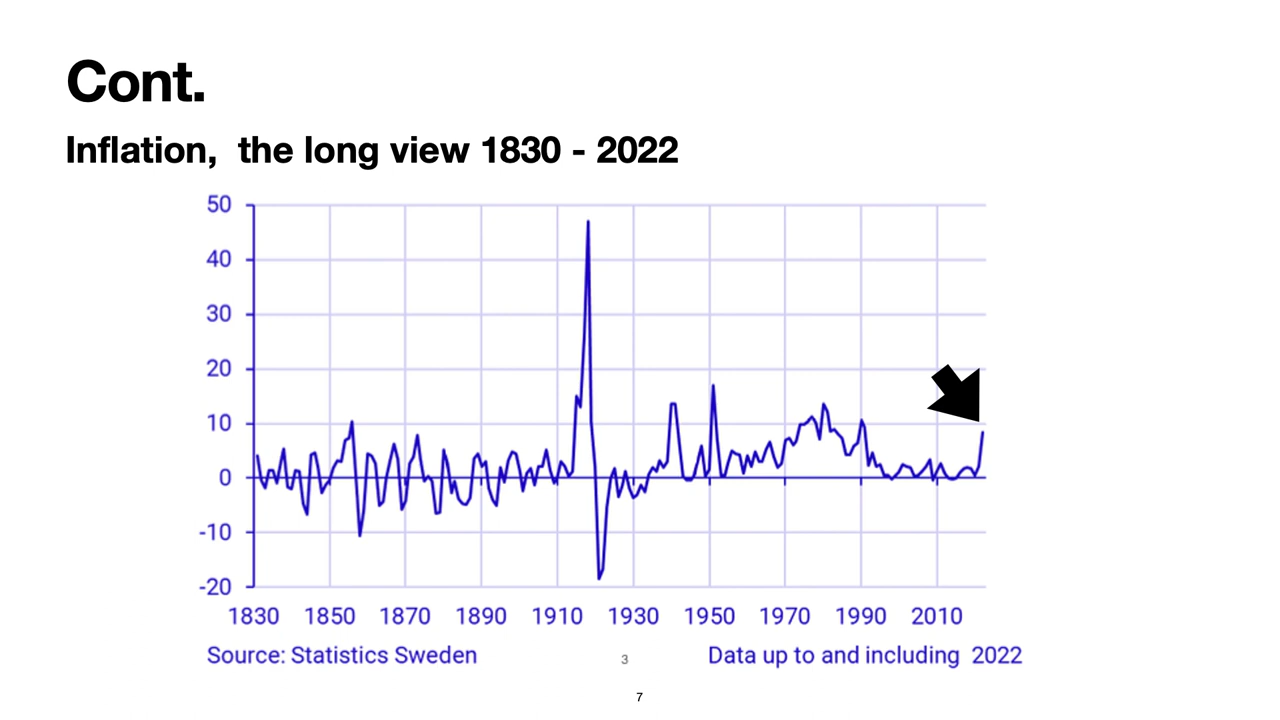 Cont.
Inflation,  the long view 1830 - 2022
50
40
30
20
10
0
-10
-20
1830 1850 1870 1890 1910 1930 1950 1970 1990 2010
Source: Statistics Sweden 3 Data up to and including  2022
7